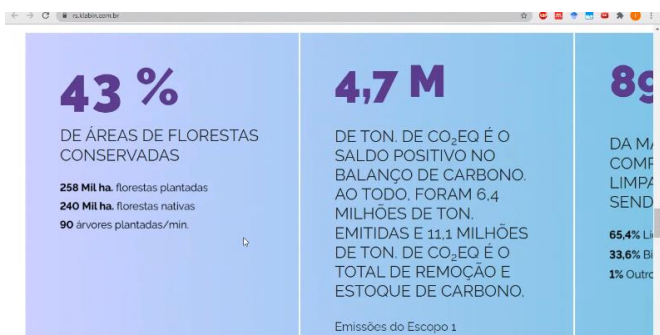 rs.klabin.com.br
43 %
DE ÁREAS DE FLORESTAS
CONSERVADAS
258 Mil ha. florestas plantadas
240 Mil ha. florestas nativas
90 árvores plantadas/min.
4,7 M
DE TON. DE CO₂EQ É O
SALDO POSITIVO NO
BALANÇO DE CARBONO.
AO TODO, FORAM 6,4
MILHÕES DE TON.
EMITIDAS E 11,1 MILHÕES
DE TON. DE CO₂EQ É O
TOTAL DE REMOÇÃO E
ESTOQUE DE CARBONO.
Emissões do Escopo 1
89
DA MA
COMP
LIMPA
SEND
65,4% Li
33,6% Bi
1% Outro